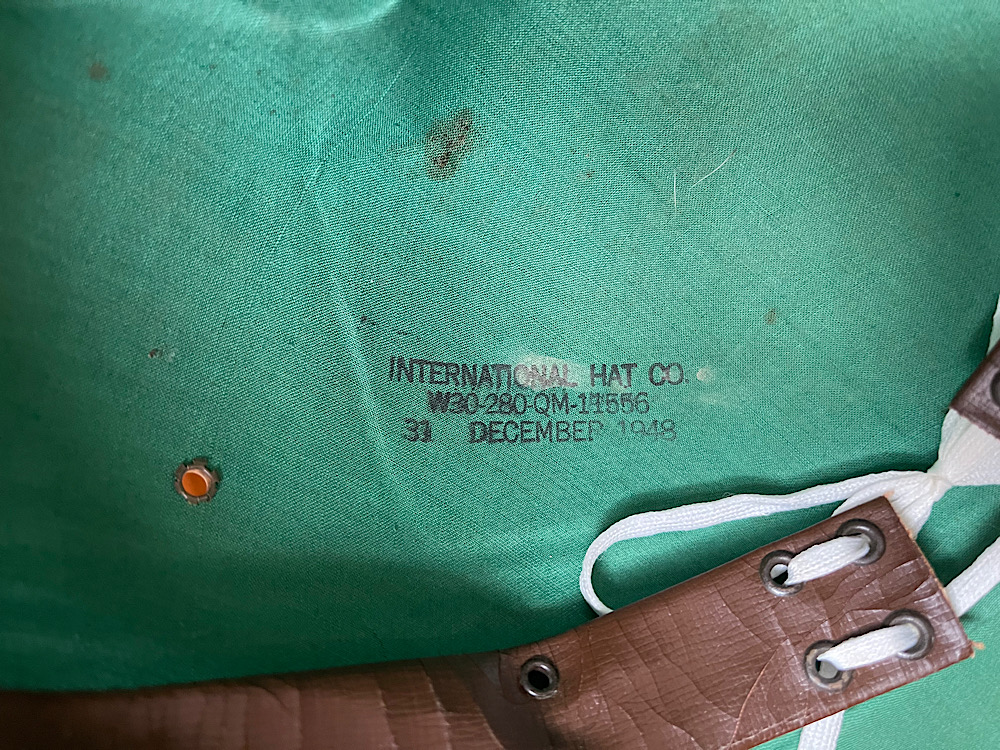 INTERNATIONAL HAT CO.
W30-280-QM-11556
31 DECEMBER 1948